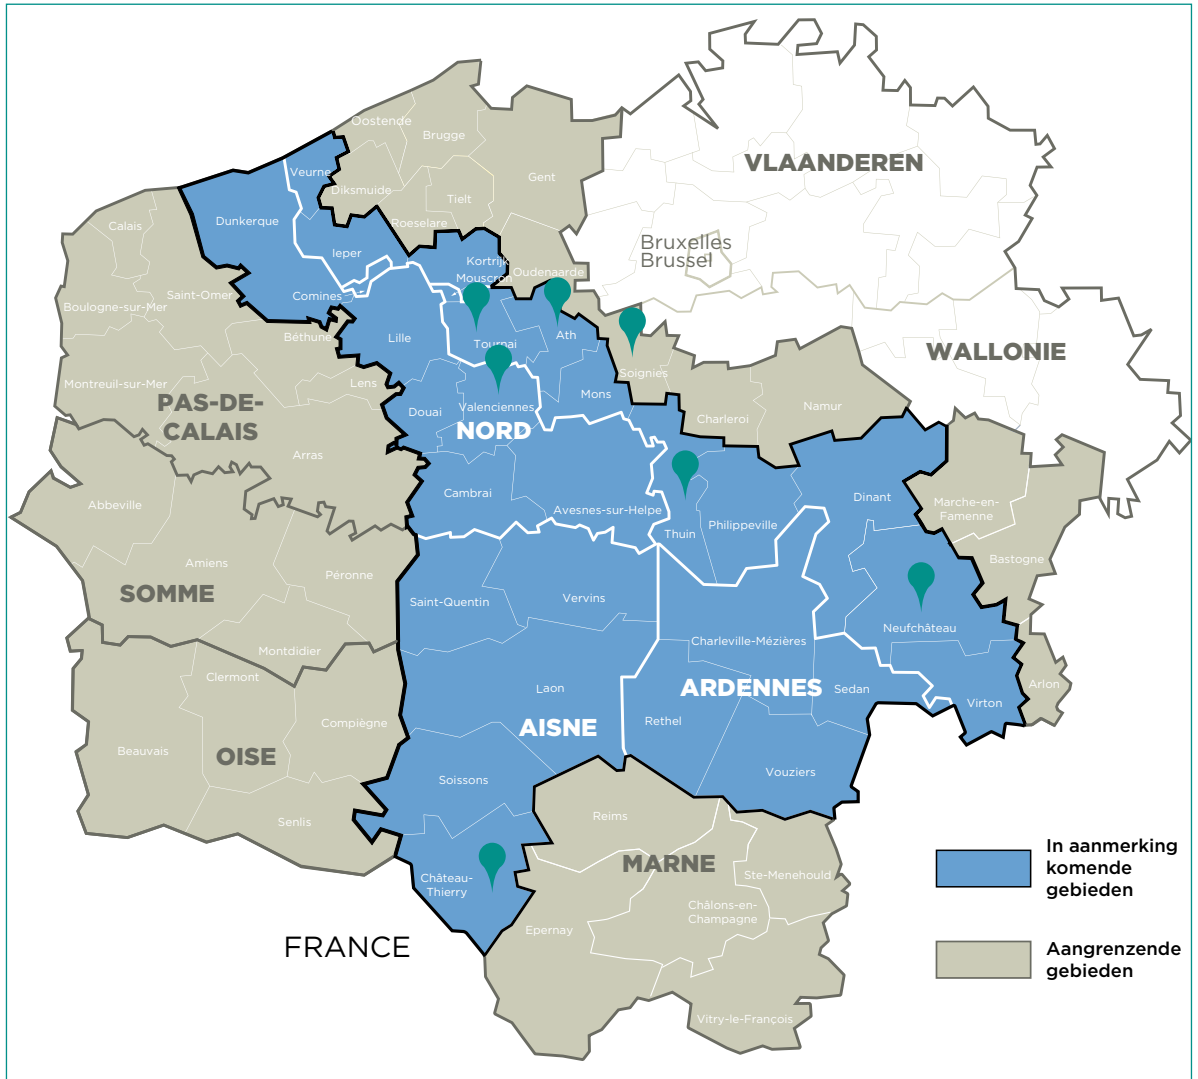 Oostende
Brugge
VLAANDEREN
Veurne
Diksmuide
Gent
Tielt
Dunkerque
Calais
Roeselare
Ieper
Bruxelles
Brussel
Kortrijk
Mouscron
Oudenaarde
Saint-Omer
Comines
Boulogne-sur-Mer
Béthune
Lille
Tournai
Ath
WALLONIE
Soignies
Montreuil-sur-Mer
Lens
Mons
PAS-DE-
CALAIS
Douai
Valenciennes
NORD
Charleroi
Namur
Arras
Cambrai
Avesnes-sur-Helpe
Abbeville
Dinant
Marche-en-
Famenne
Thuin
Philippeville
Bastogne
Amiens
Péronne
SOMME
Saint-Quentin
Vervins
Neufchâteau
Montdidier
Charleville-Mézières
Clermont
Laon
ARDENNES
Sedan
Arlon
Virton
Compiègne
Rethel
AISNE
Beauvais
OISE
Soissons
Vouziers
Senlis
Reims
MARNE
Château-
Thierry
Ste-Menehould
Châlons-en-
Champagne
Epernay
FRANCE
Vitry-le-François
In aanmerking
komende
gebieden
Aangrenzende
gebieden